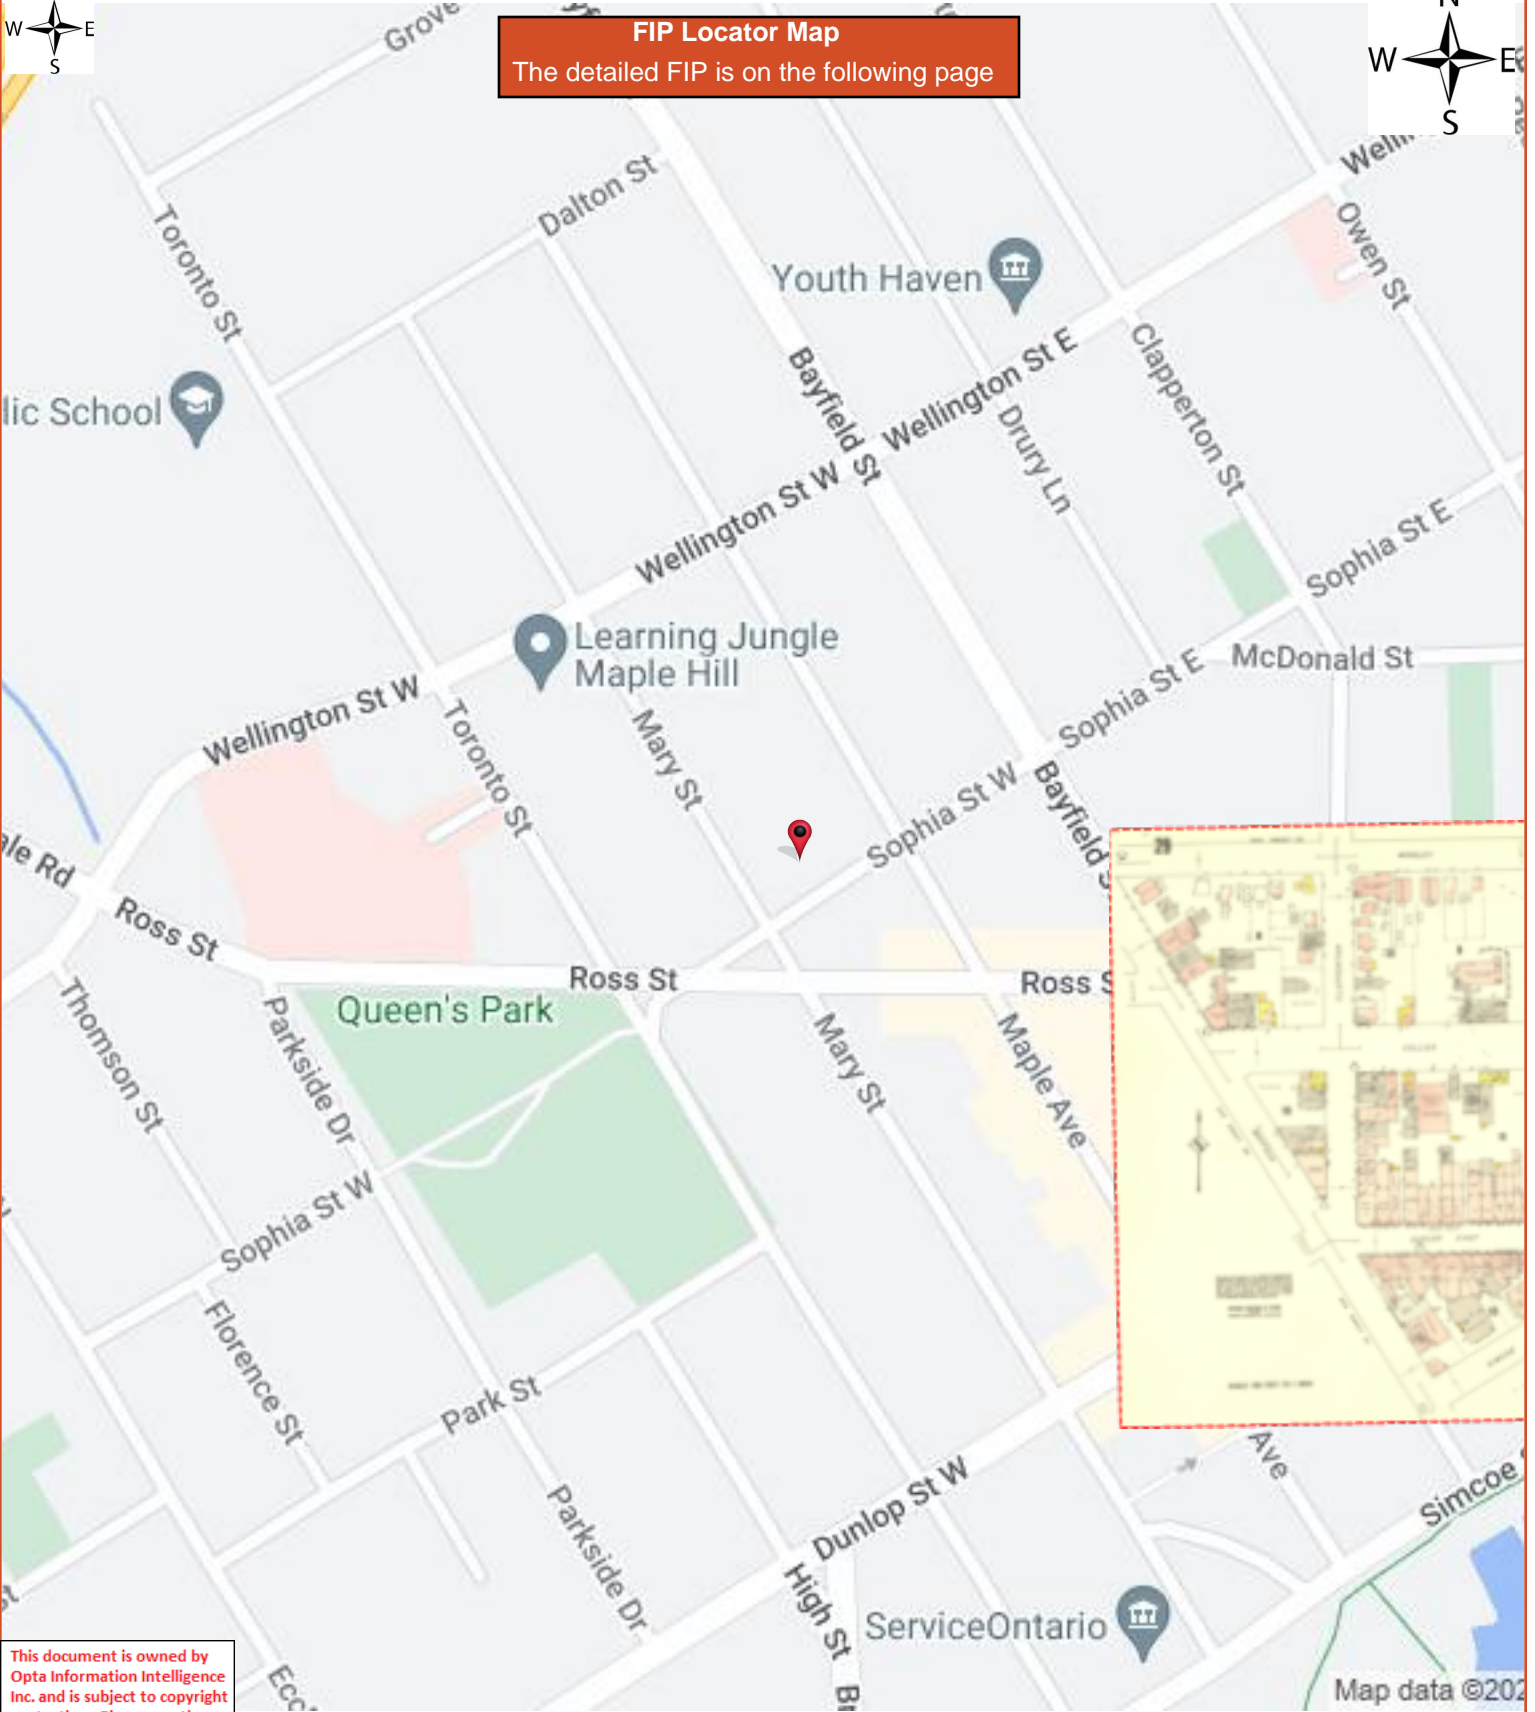 W E
S
FIP Locator Map
The detailed FIP is on the following page
N
W E
S
Grove
Dalton St
Toronto St
Youth Haven
Owen St
Bayfield St
Wellington St E
Clapperton St
lic School
Drury Ln
Wellington St W
Sophia St E
Learning Jungle
Maple Hill
McDonald St
Sophia St E
Wellington St W
Toronto St
Mary St
Sophia St W
Bayfield S
ale Rd
29
Ross St
Ross St
Ross S
Queen's Park
Thomson St
Parkside Dr
Mary St
Maple Ave
Sophia St W
Florence St
Park St
Ave
Dunlop St W
Simcoe
Parkside Dr
High St
ServiceOntario
This document is owned by
Opta Information Intelligence
Inc. and is subject to copyright
Map data ©202